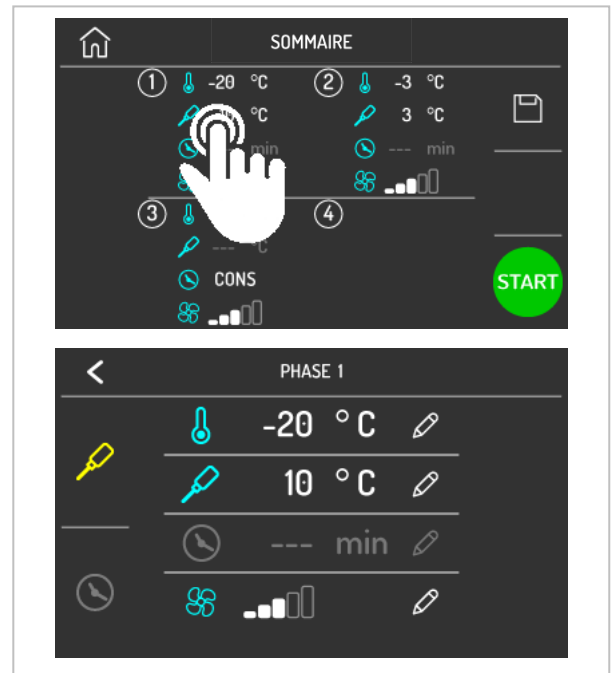 SOMMAIRE
1 -20 °C 2 -3 °C
°C 3 °C
min --- min
3 4
--- °C
CONS
START
PHASE 1
-20 °C
10 °C
--- min